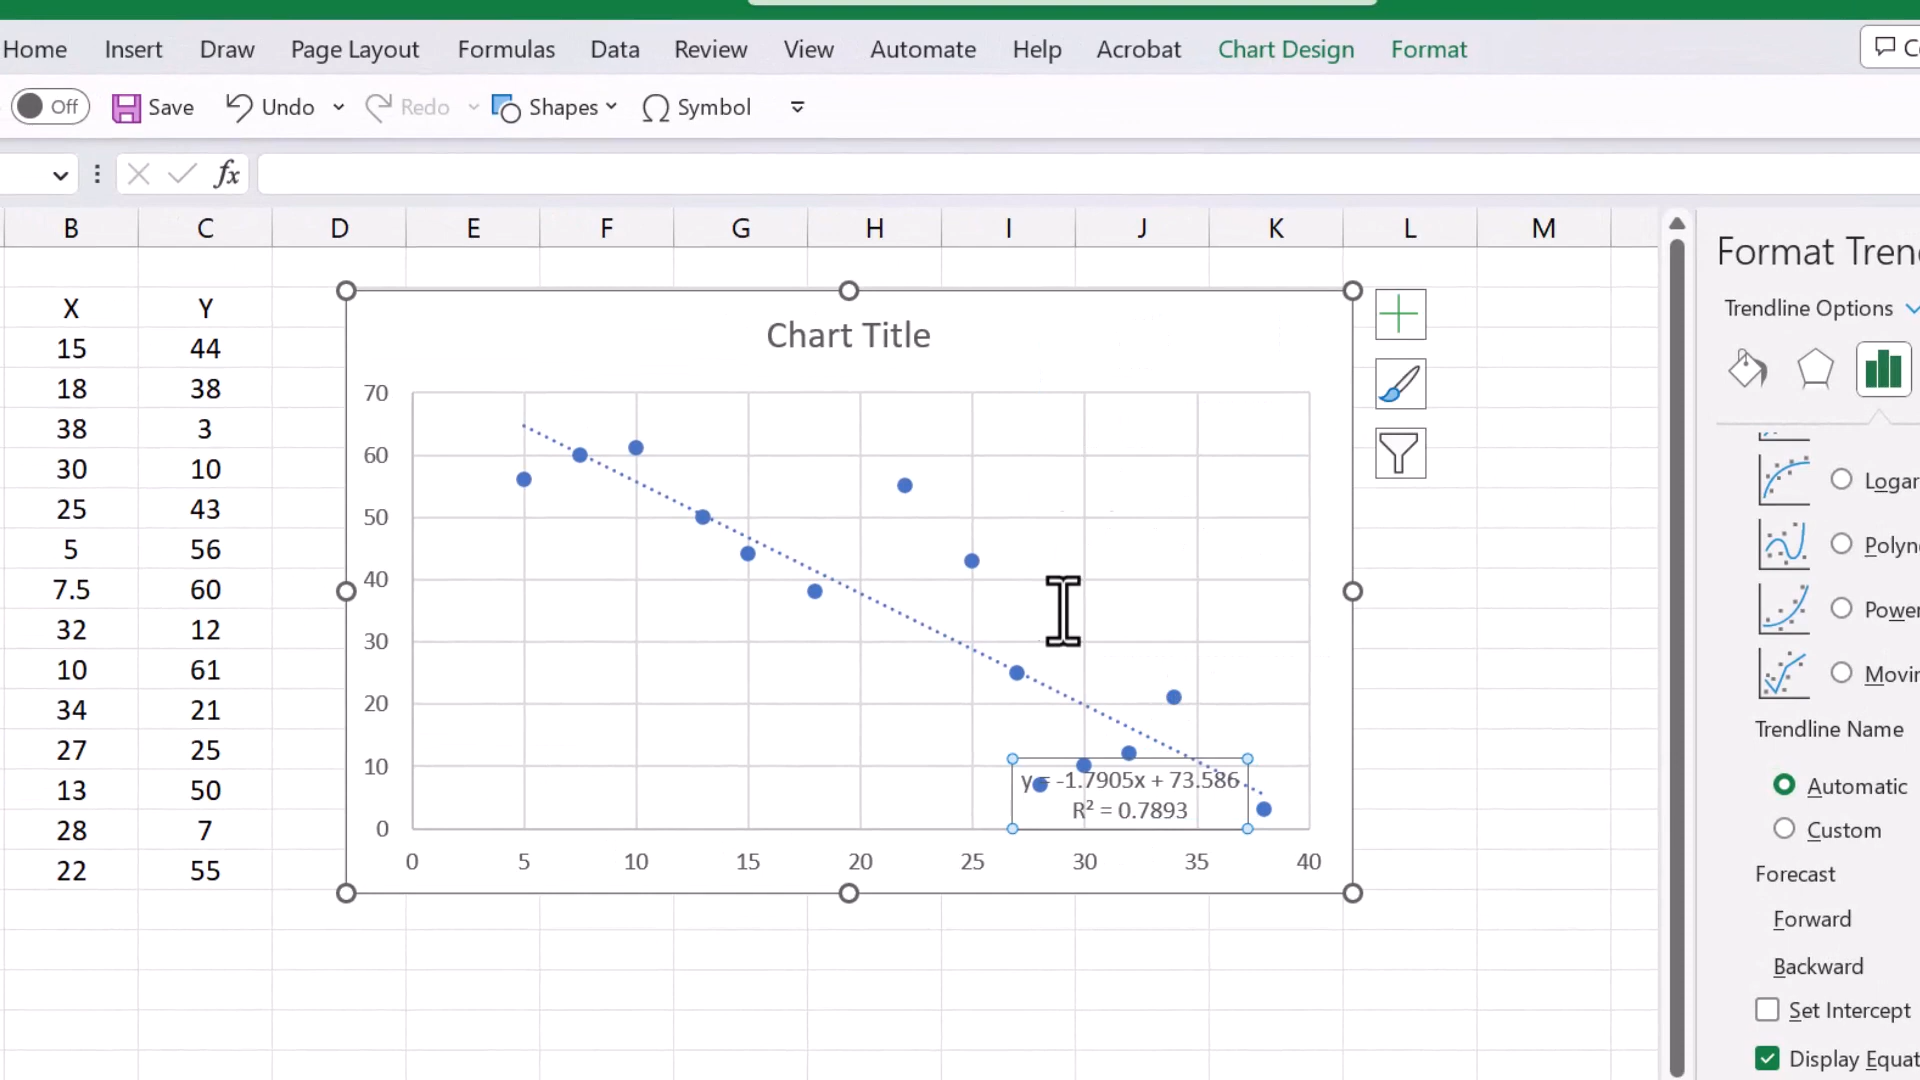 Home Insert Draw Page Layout Formulas Data Review View Automate Help Acrobat Chart Design Format
Off Save Undo Redo Shapes Symbol
fx
B C D E F G H I J K L M
X Y
15 44
18 38
38 3
30 10
25 43
5 56
7.5 60
32 12
10 61
34 21
27 25
13 50
28 7
22 55
Chart Title
70
60
50
40
30
20
10
0
y = -1.7905x + 73.586
R² = 0.7893
0 5 10 15 20 25 30 35 40
Format Tren
Trendline Options
Logar
Polyn
Power
Movin
Trendline Name
Automatic
Custom
Forecast
Forward
Backward
Set Intercept
Display Equat